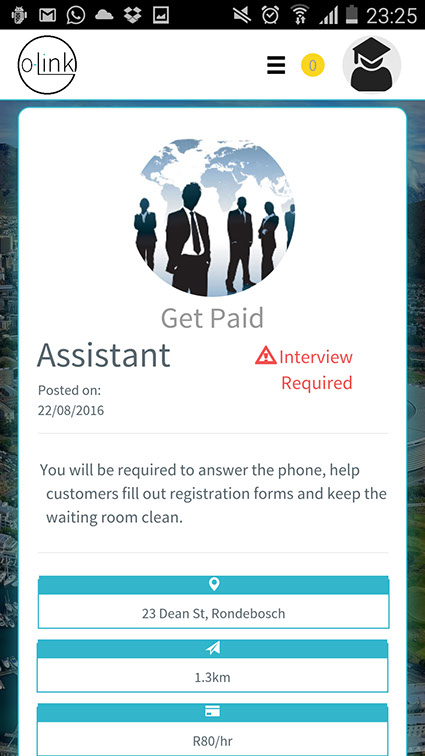 23:25
o-link
0
Get Paid
Assistant
Interview
Required
Posted on:
22/08/2016
You will be required to answer the phone, help
customers fill out registration forms and keep the
waiting room clean.
23 Dean St, Rondebosch
1.3km
R80/hr